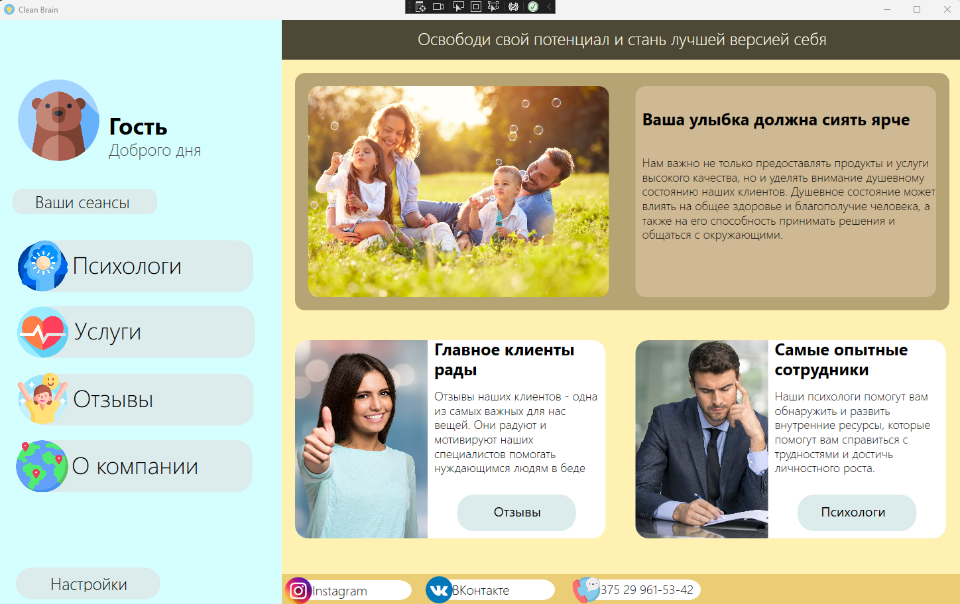 Clean Brain
Освободи свой потенциал и стань лучшей версией себя
Гость
Доброго дня
Ваши сеансы
Психологи
Услуги
Отзывы
О компании
Настройки
Ваша улыбка должна сиять ярче
Нам важно не только предоставлять продукты и услуги
высокого качества, но и уделять внимание душевному
состоянию наших клиентов. Душевное состояние может
влиять на общее здоровье и благополучие человека, а
также на его способность принимать решения и
общаться с окружающими.
Главное клиенты
рады
Отзывы наших клиентов - одна
из самых важных для нас
вещей. Они радуют и
мотивируют наших
специалистов помогать
нуждающимся людям в беде
Отзывы
Самые опытные
сотрудники
Наши психологи помогут вам
обнаружить и развить
внутренние ресурсы, которые
помогут вам справиться с
трудностями и достичь
личностного роста.
Психологи
Instagram
ВКонтакте
375 29 961-53-42